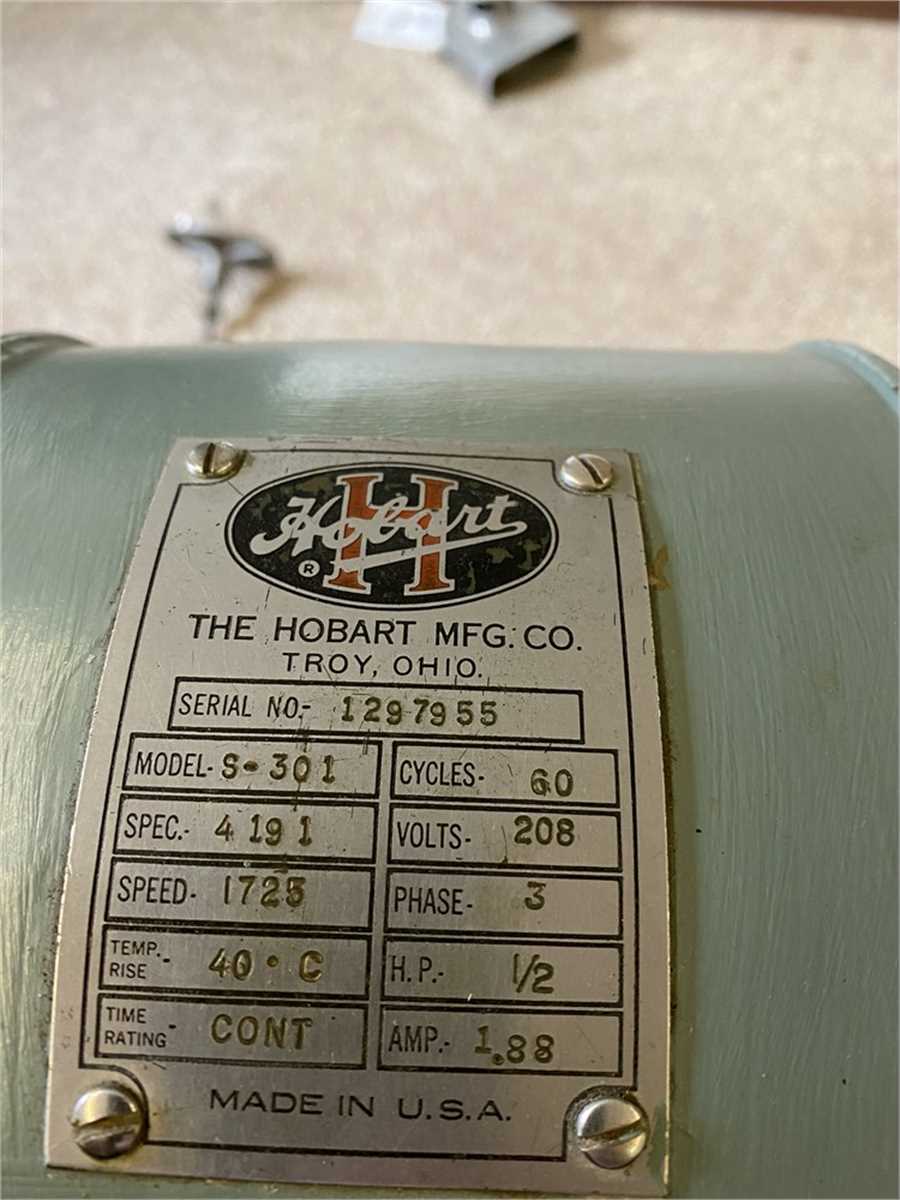 Hobart
®
THE HOBART MFG. CO.
TROY, OHIO.
SERIAL NO.- 1297955
MODEL- S-301
CYCLES- 60
SPEC.- 4191
VOLTS- 208
SPEED- 1725
PHASE- 3
TEMP. RISE - 40° C
H.P.- 1/2
TIME RATING- CONT
AMP.- 1.88
MADE IN U.S.A.